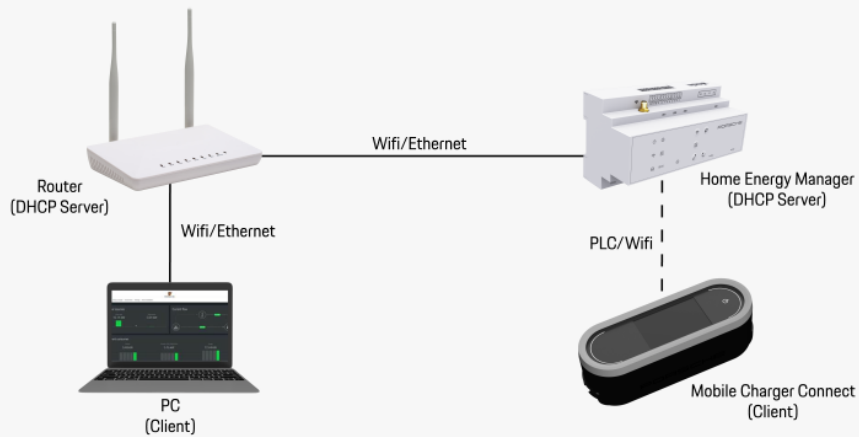 Wifi/Ethernet
Router
(DHCP Server)
Home Energy Manager
(DHCP Server)
Wifi/Ethernet
PLC/Wifi
PC
(Client)
Mobile Charger Connect
(Client)